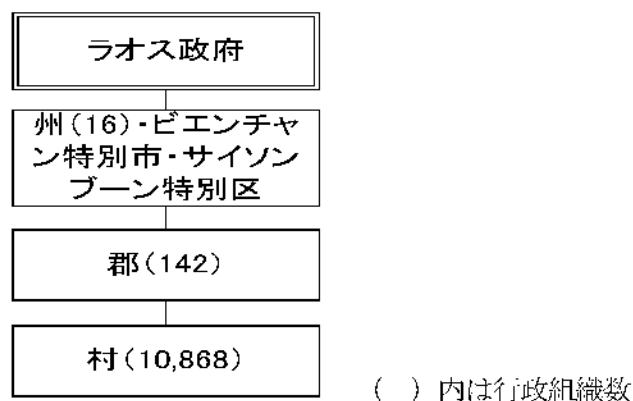 ラオス政府
州(16)・ビエンチャ
ン特別市・サイソン
ブーン特別区
郡(142)
村(10,868)
(　)内は行政組織数